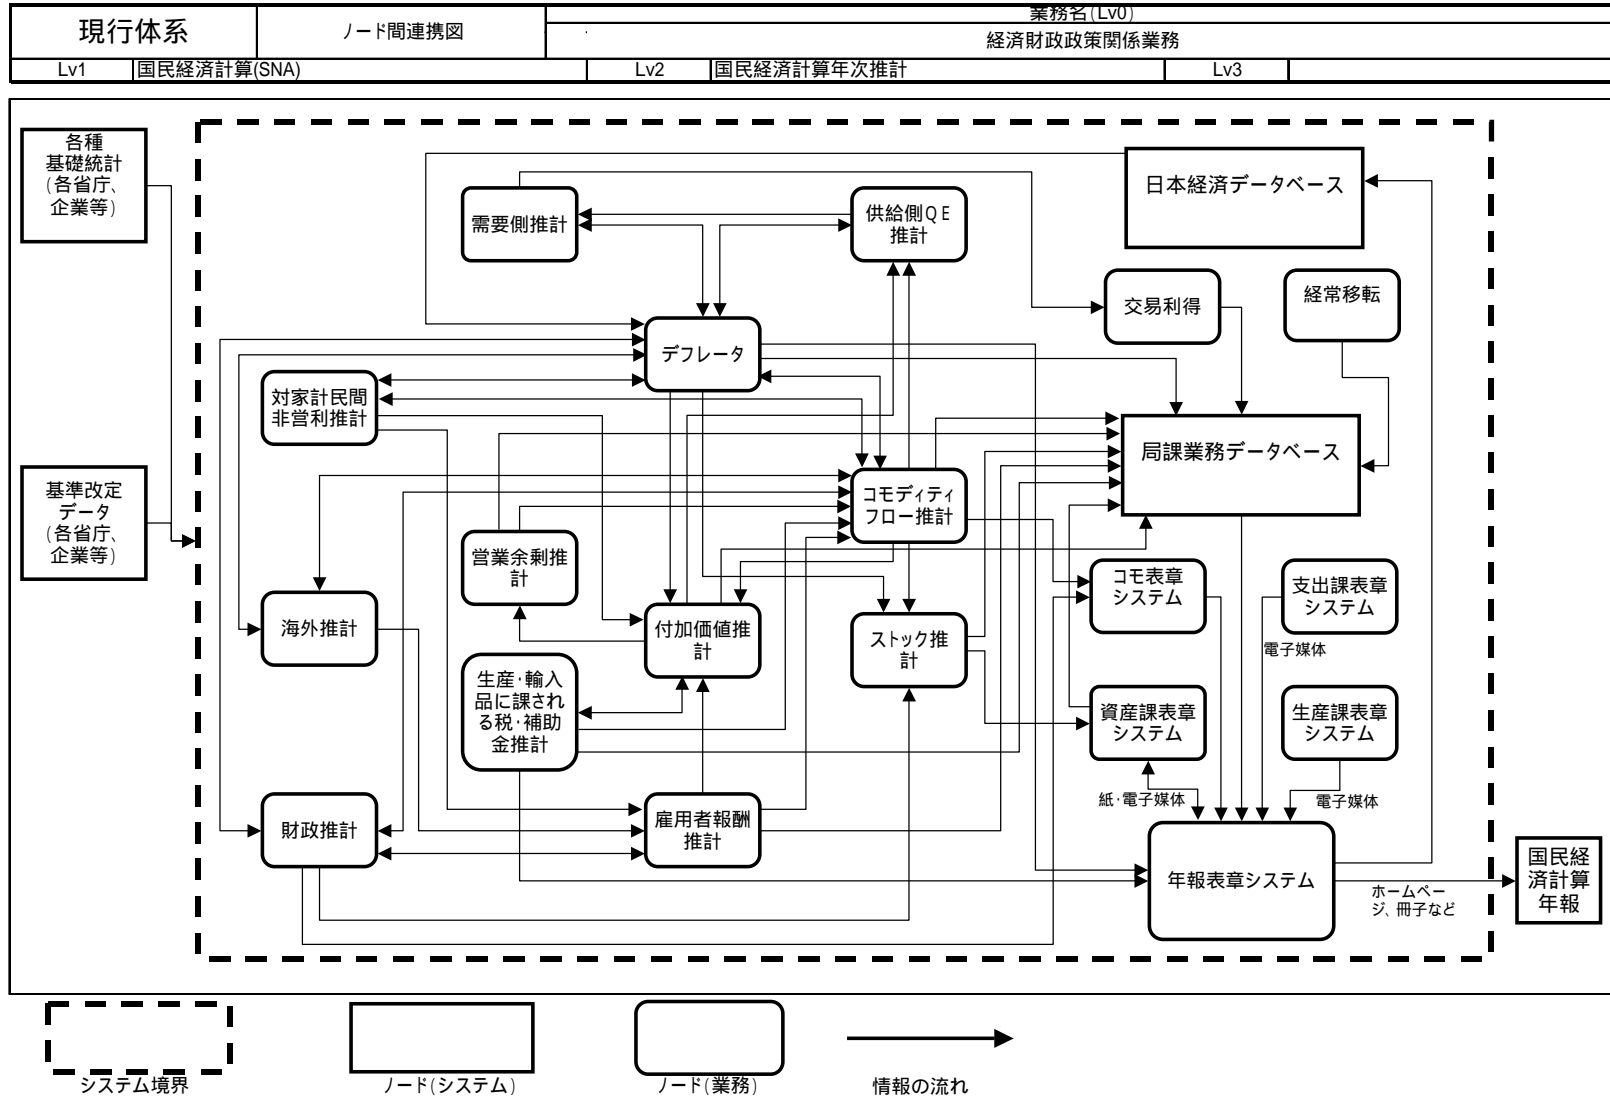 業務名(Lv0)
現行体系
ノード間連携図
経済財政政策関係業務
Lv1
国民経済計算(SNA)
Lv2
国民経済計算年次推計
Lv3
各種
基礎統計
(各省庁、
企業等)
日本経済データベース
需要側推計
供給側QE
推計
交易利得
経常移転
デフレータ
対家計民間
非営利推計
局課業務データベース
基準改定
データ
(各省庁、
企業等)
コモディティ
フロー推計
営業余剰推
計
コモ表章
システム
支出課表章
システム
海外推計
付加価値推
計
ストック推
計
電子媒体
生産・輸入
品に課され
る税・補助
金推計
資産課表章
システム
生産課表章
システム
紙・電子媒体
電子媒体
財政推計
雇用者報酬
推計
年報表章システム
ホームペー
ジ、冊子など
国民経
済計算
年報
システム境界
ノード(システム)
ノード(業務)
情報の流れ